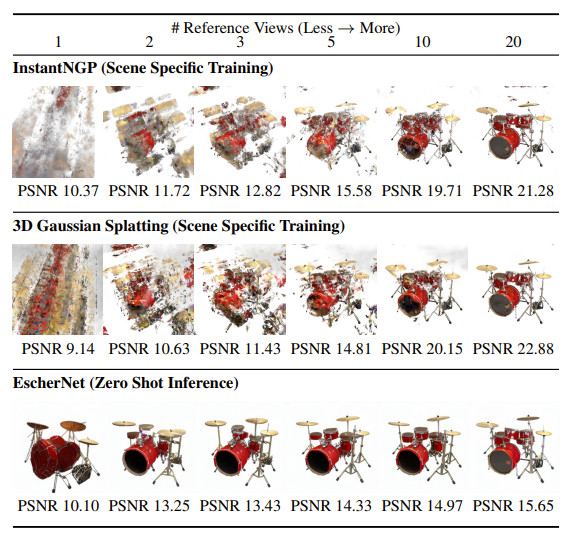 # Reference Views (Less → More)
1 2 3 5 10 20
InstantNGP (Scene Specific Training)
PSNR 10.37 PSNR 11.72 PSNR 12.82 PSNR 15.58 PSNR 19.71 PSNR 21.28
3D Gaussian Splatting (Scene Specific Training)
PSNR 9.14 PSNR 10.63 PSNR 11.43 PSNR 14.81 PSNR 20.15 PSNR 22.88
EscherNet (Zero Shot Inference)
PSNR 10.10 PSNR 13.25 PSNR 13.43 PSNR 14.33 PSNR 14.97 PSNR 15.65